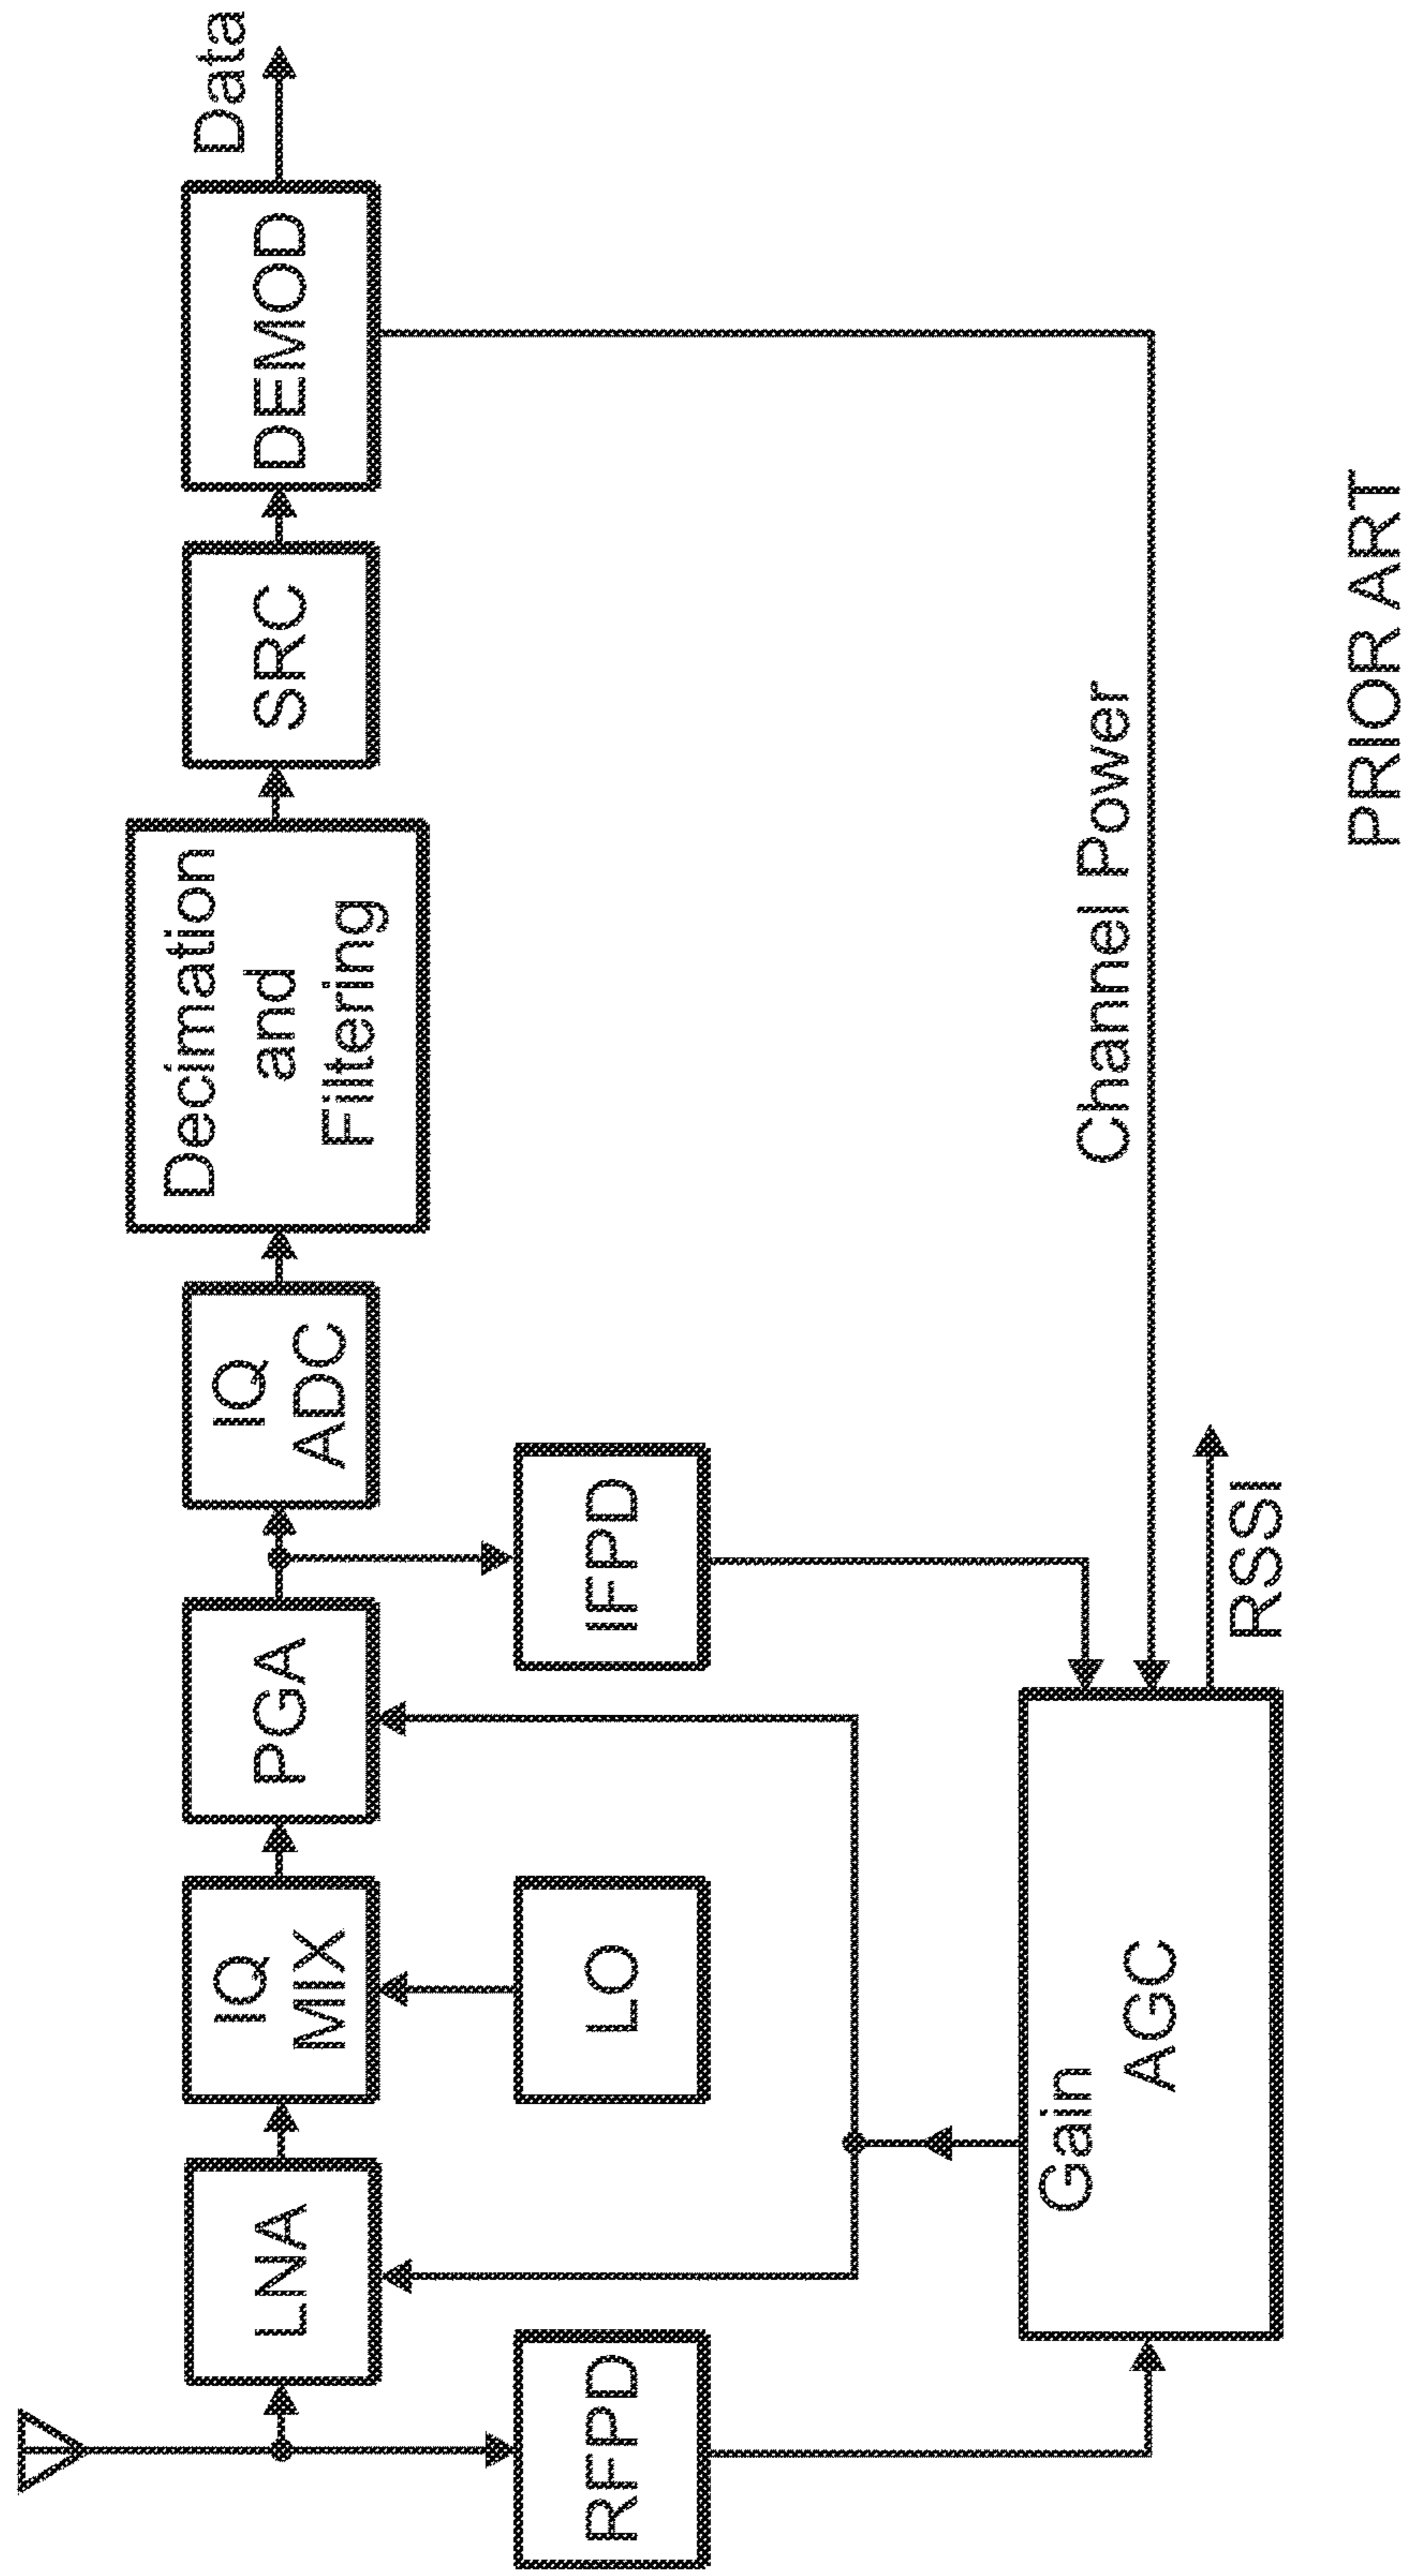 Data
LNA
IQ
MIX
PGA
IQ
ADC
Decimation
and
Filtering
SRC
DEMOD
RFPD
LO
IFPD
Gain
AGC
Channel Power
RSSI
PRIOR ART